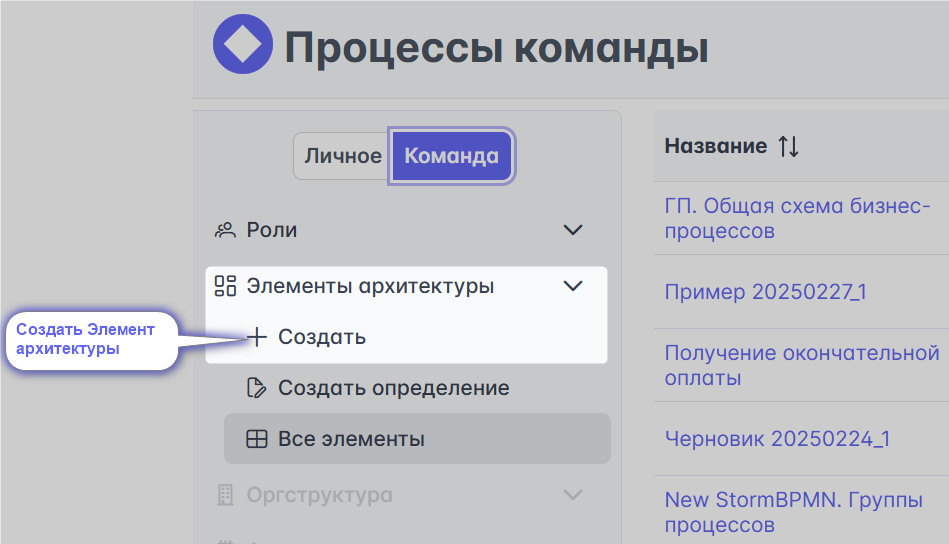 Процессы команды
Личное
Команда
Роли
Элементы архитектуры
Создать
Создать Элемент
архитектуры
Создать определение
Все элементы
Оргструктура
Название
ГП. Общая схема бизнес-
процессов
Пример 20250227_1
Получение окончательной
оплаты
Черновик 20250224_1
New StormBPMN. Группы
процессов